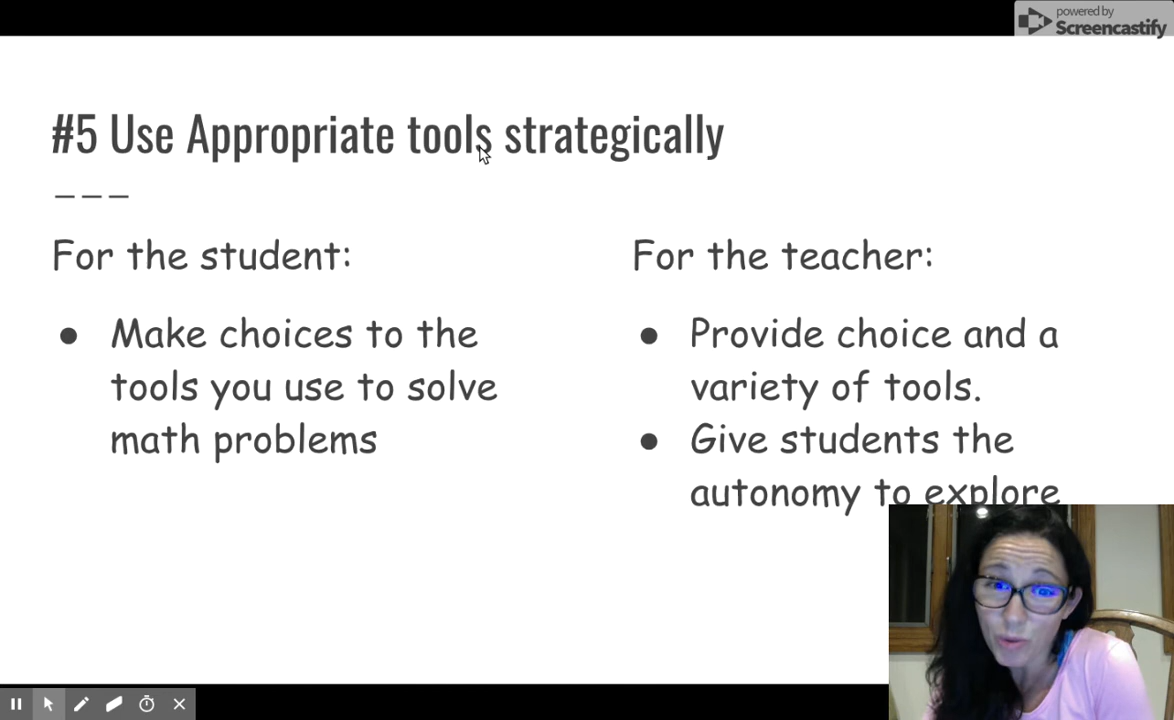 powered by
Screencastify
#5 Use Appropriate tools strategically
For the student:
● Make choices to the
tools you use to solve
math problems
For the teacher:
● Provide choice and a
variety of tools.
● Give students the
autonomy to explore